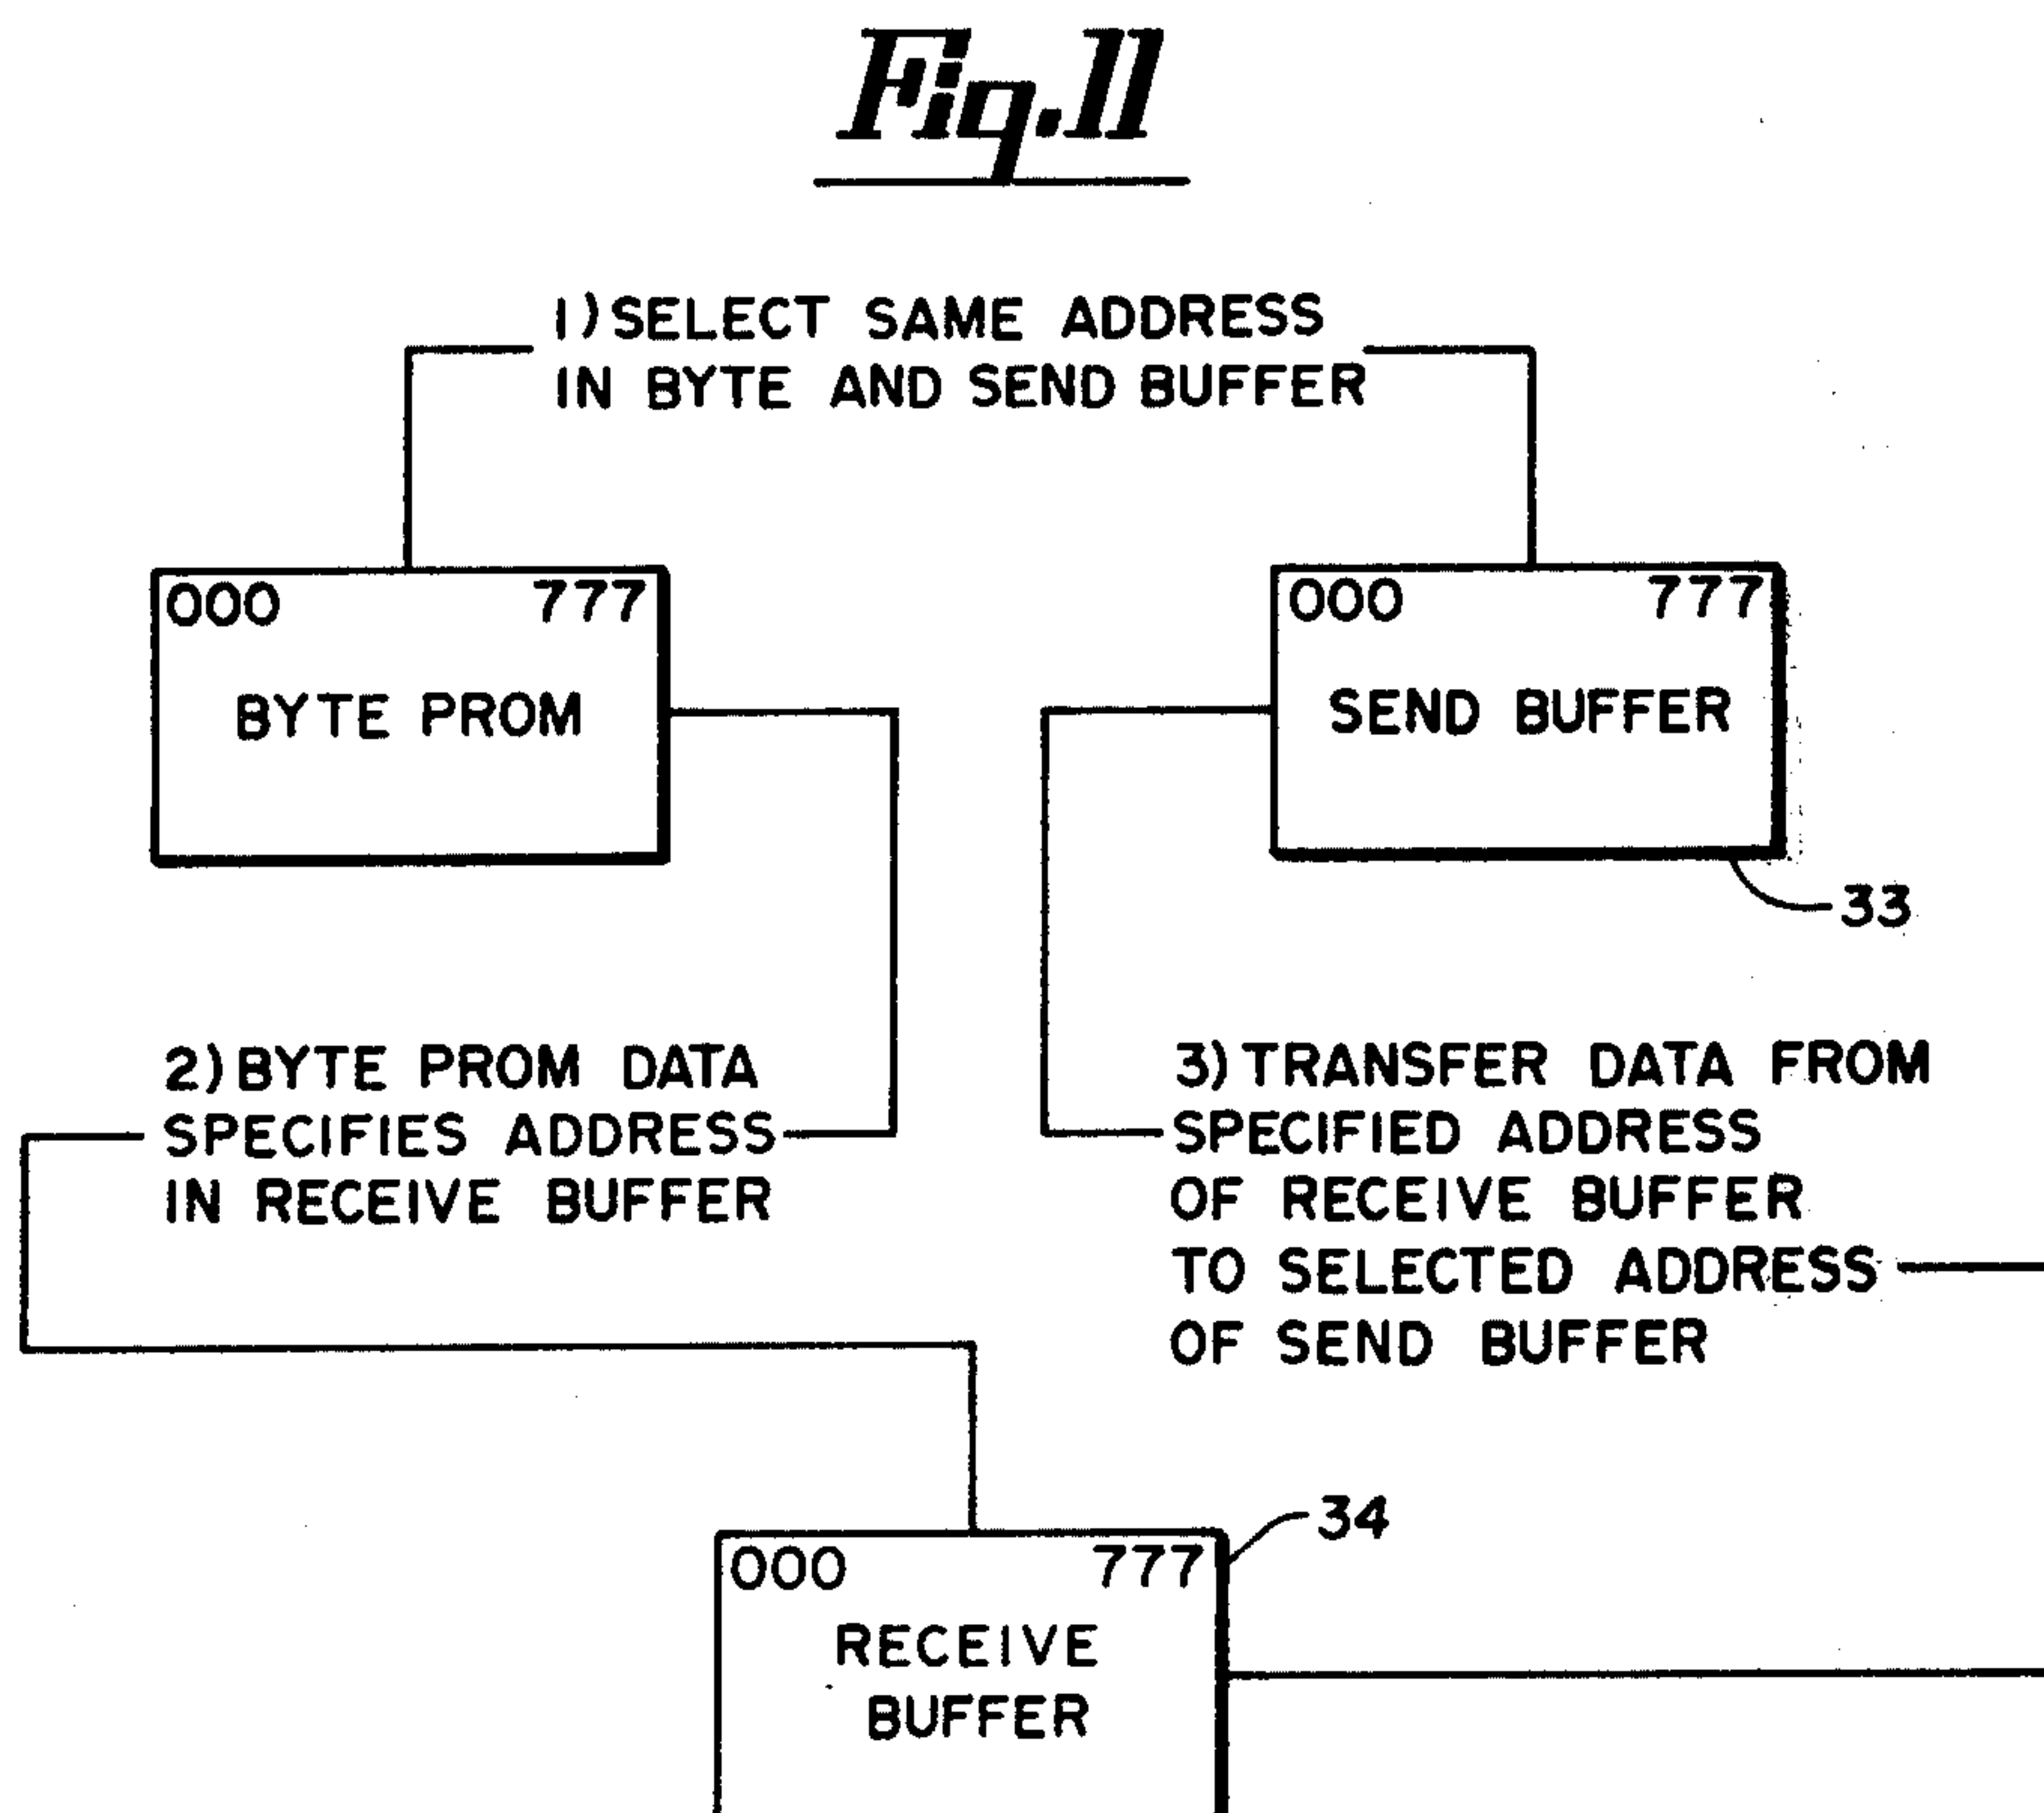 Fig.11
1) SELECT SAME ADDRESS
IN BYTE AND SEND BUFFER
000 777
BYTE PROM
000 777
SEND BUFFER
33
2) BYTE PROM DATA
SPECIFIES ADDRESS
IN RECEIVE BUFFER
3) TRANSFER DATA FROM
SPECIFIED ADDRESS
OF RECEIVE BUFFER
TO SELECTED ADDRESS
OF SEND BUFFER
34
000 777
RECEIVE
BUFFER